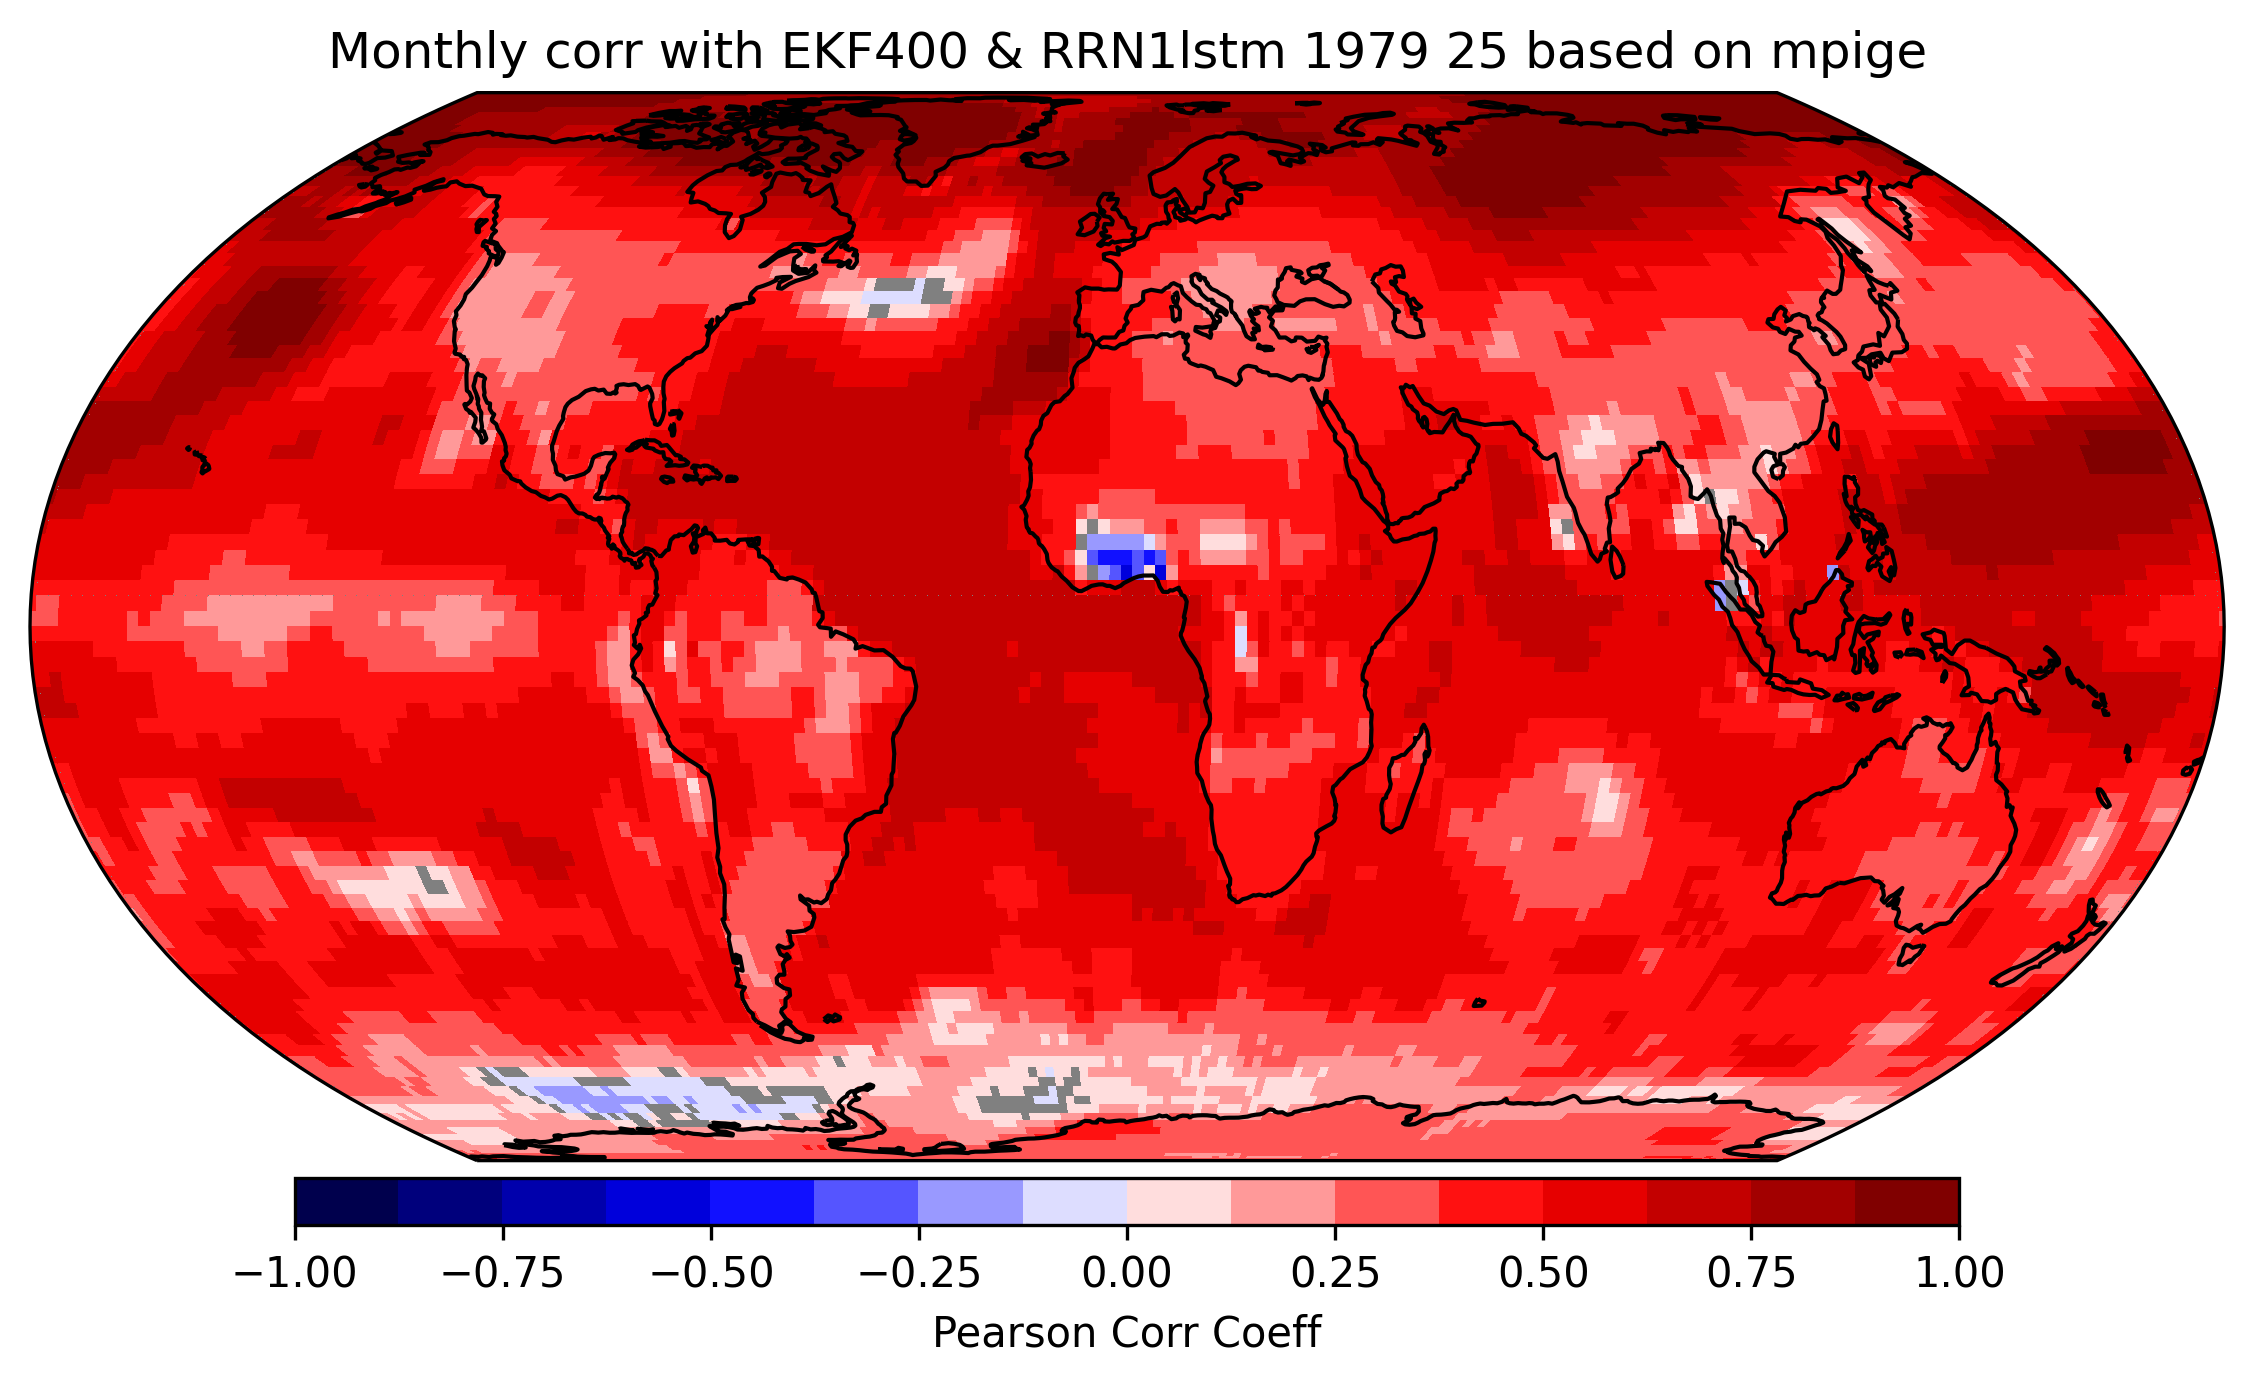 Monthly corr with EKF400 & RRN1lstm 1979 25 based on mpige
−1.00 −0.75 −0.50 −0.25 0.00 0.25 0.50 0.75 1.00
Pearson Corr Coeff